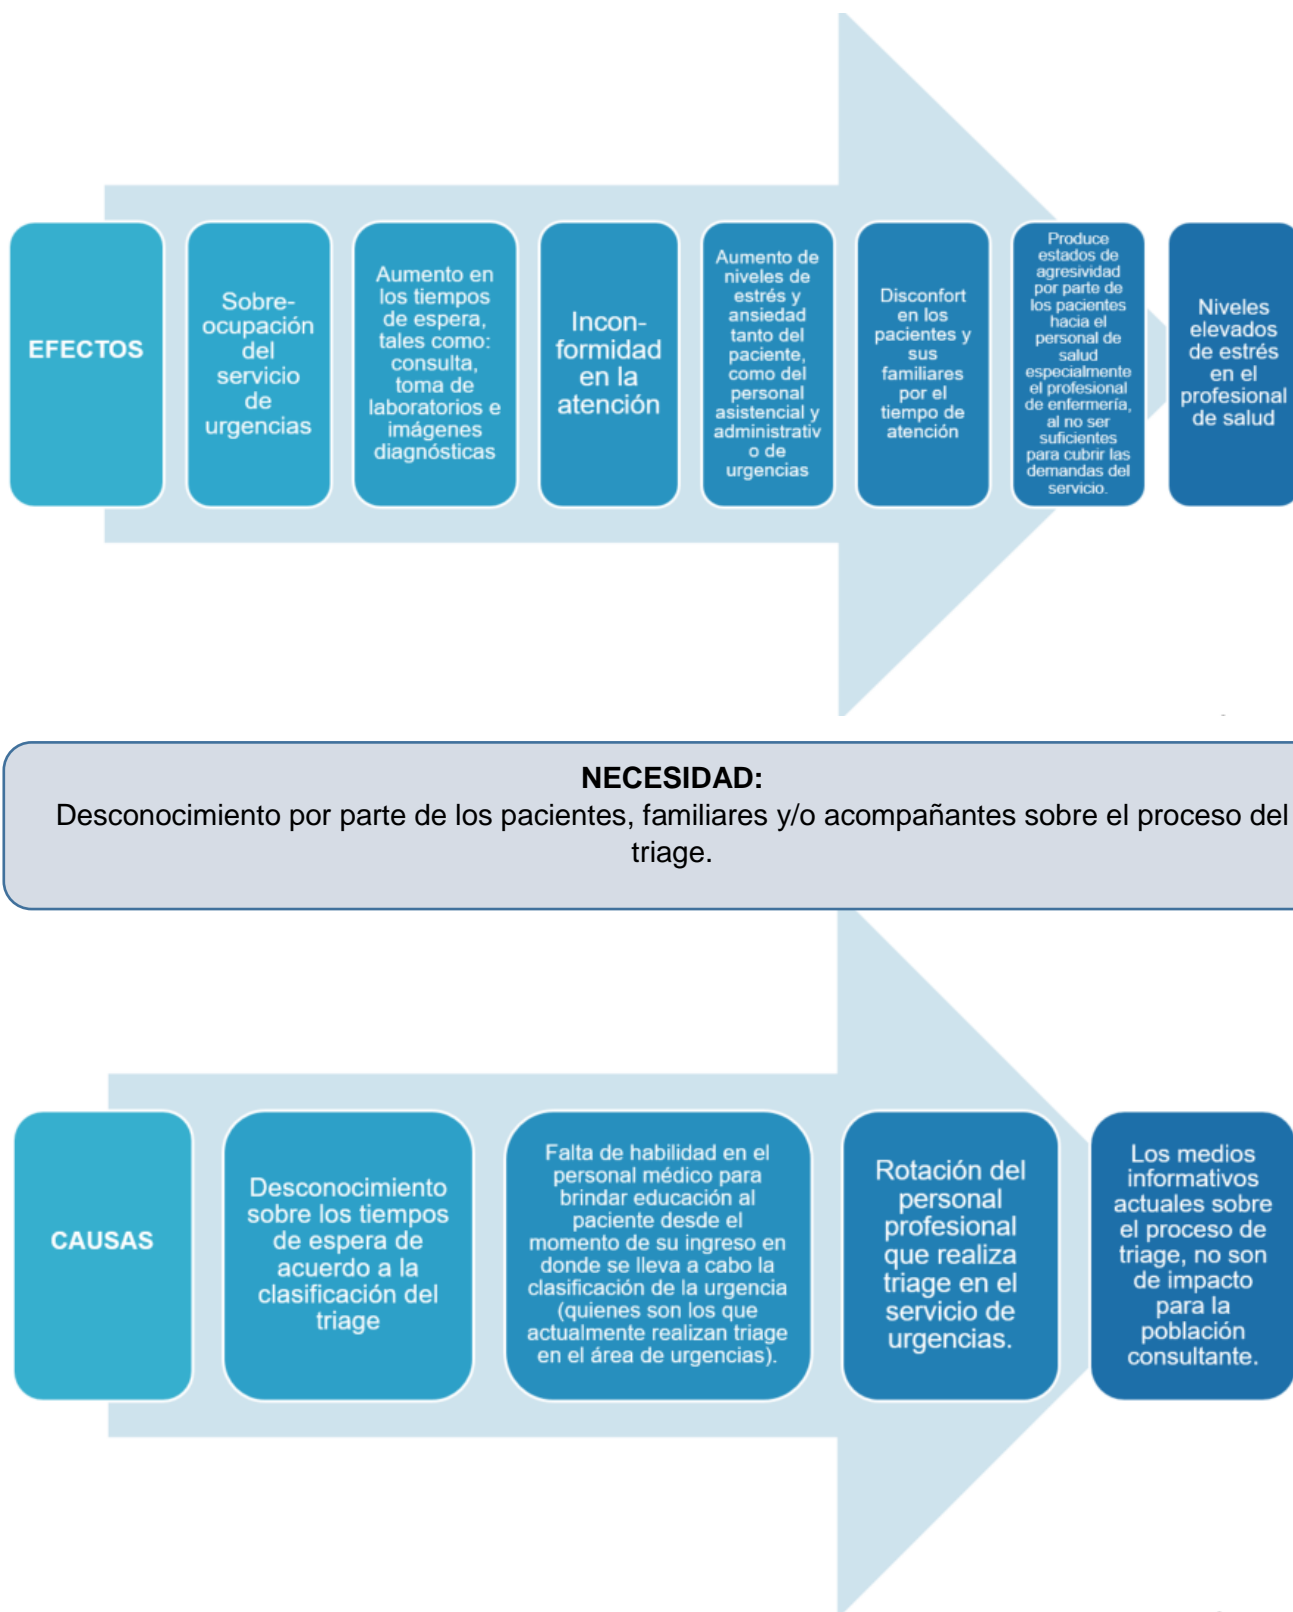 EFECTOS
Sobre-
ocupación
del
servicio
de
urgencias
Aumento en
los tiempos
de espera,
tales como:
consulta,
toma de
laboratorios e
imágenes
diagnósticas
Incon-
formidad
en la
atención
Aumento de
niveles de
estrés y
ansiedad
tanto del
paciente,
como del
personal
asistencial y
administrativ
o de
urgencias
Disconfort
en los
pacientes y
sus
familiares
por el
tiempo de
atención
Produce
estados de
agresividad
por parte de
los pacientes
hacia el
personal de
salud
especialmente
el profesional
de enfermería,
al no ser
suficientes
para cubrir las
demandas del
servicio.
Niveles
elevados
de estrés
en el
profesional
de salud
NECESIDAD:
Desconocimiento por parte de los pacientes, familiares y/o acompañantes sobre el proceso del
triage.
CAUSAS
Desconocimiento
sobre los tiempos
de espera de
acuerdo a la
clasificación del
triage
Falta de habilidad en el
personal médico para
brindar educación al
paciente desde el
momento de su ingreso en
donde se lleva a cabo la
clasificación de la urgencia
(quienes son los que
actualmente realizan triage
en el área de urgencias).
Rotación del
personal
profesional
que realiza
triage en el
servicio de
urgencias.
Los medios
informativos
actuales sobre
el proceso de
triage, no son
de impacto
para la
población
consultante.